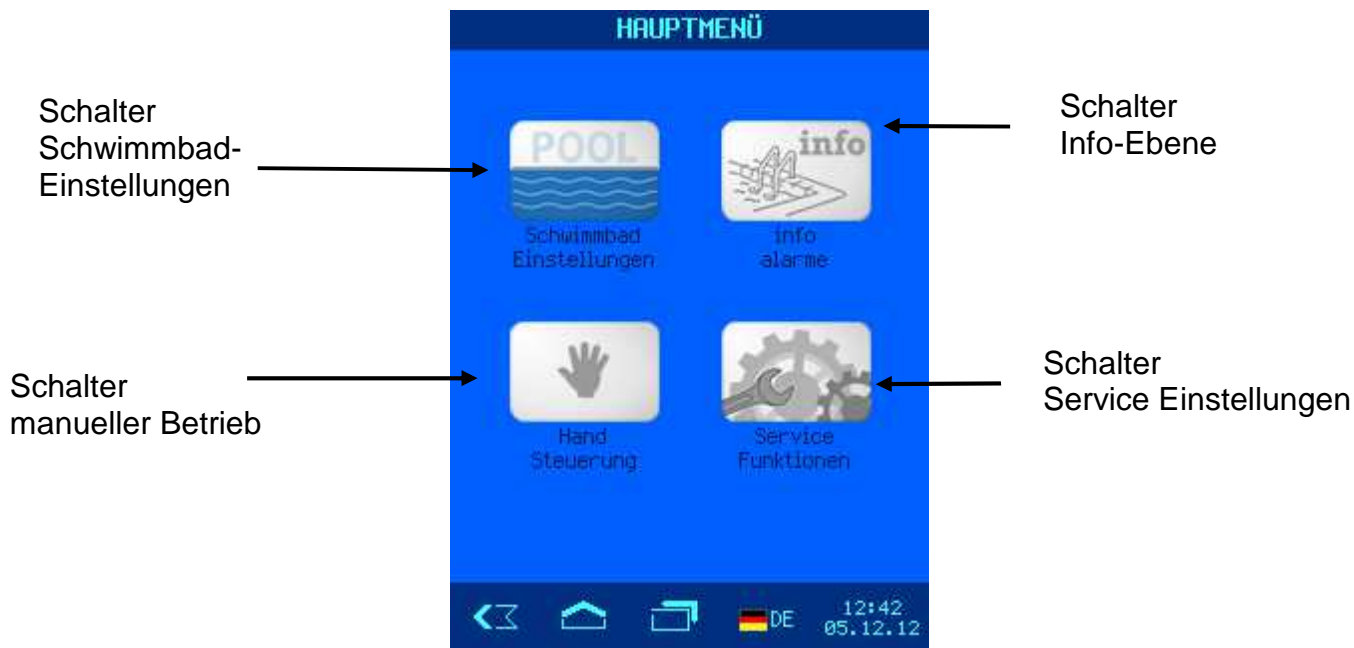 HAUPTMENÜ
Schalter
Schwimmbad-
Einstellungen
Schalter
Info-Ebene
POOL
info
Schwimmbad
Einstellungen
info
alarme
Schalter
manueller Betrieb
Schalter
Service Einstellungen
Hand
Steuerung
Service
Funktionen
DE
12:42
05.12.12